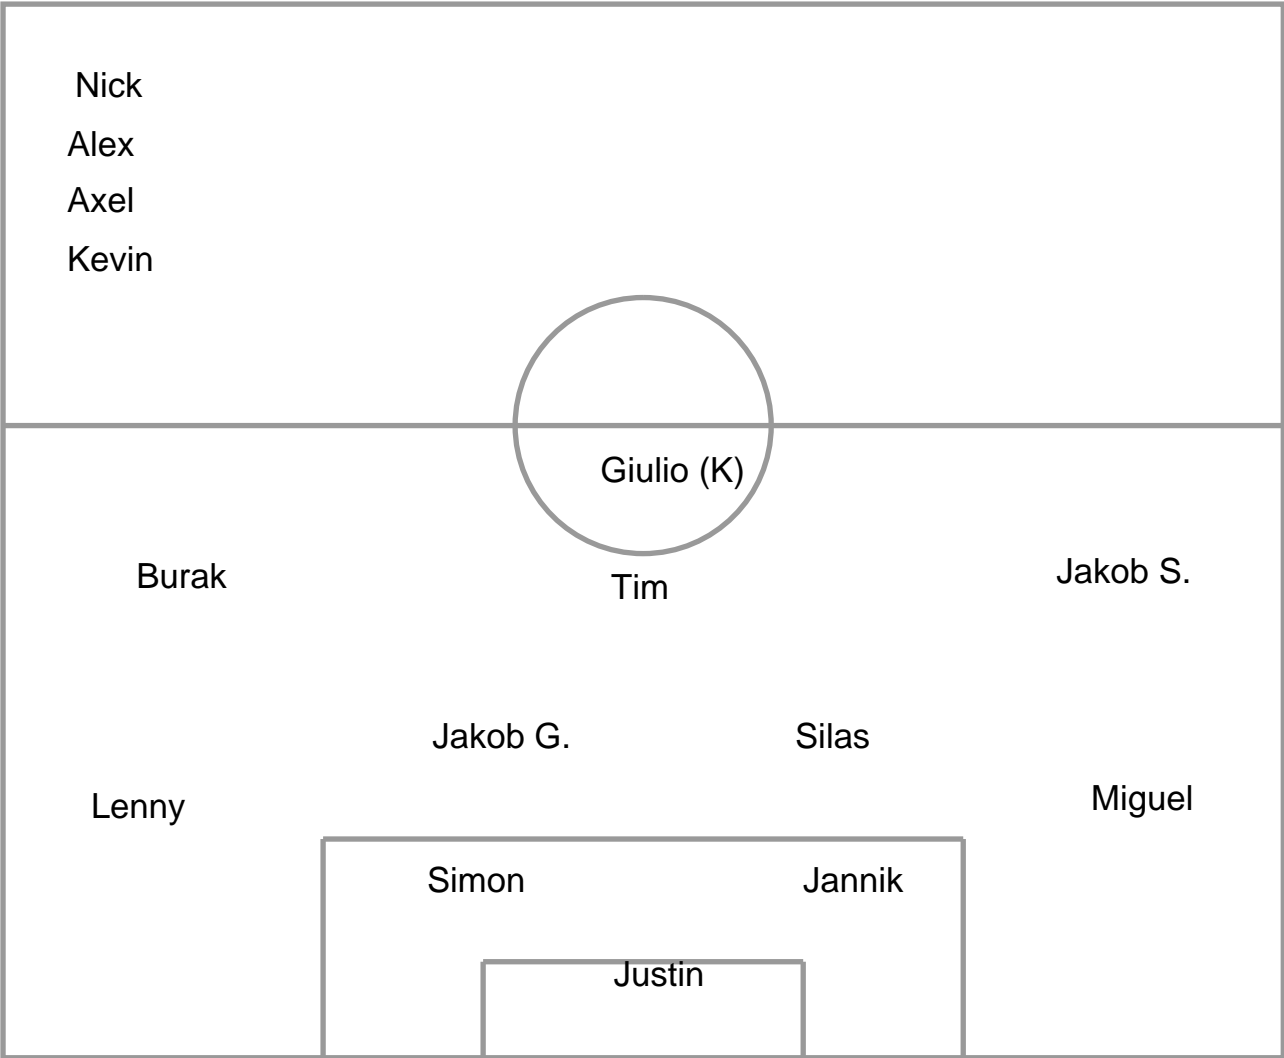 Nick
Alex
Axel
Kevin
Giulio (K)
Burak
Tim
Jakob S.
Jakob G.
Silas
Lenny
Miguel
Simon
Jannik
Justin